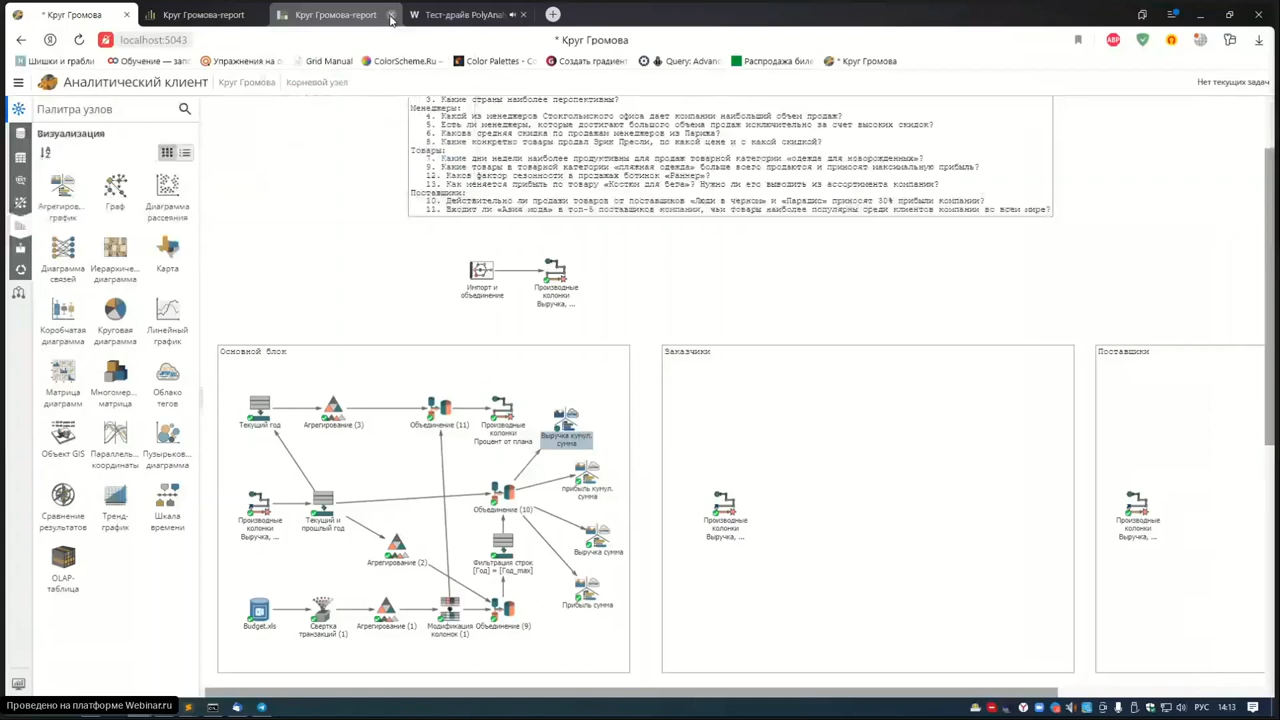 * Круг Громова
Круг Громова-report
Круг Громова-report
Тест-драйв PolyAnal
localhost:5043
* Круг Громова
Шишки и грабли
Обучение — запо
Управления на о
Grid Manual
ColorScheme.Ru –
Color Palettes - Co
Создать градиент
Query: Advanc
Распродажа билe
* Круг Громова
Аналитический клиент
Круг Громова
Корневой узел
Нет текущих задач
Палитра узлов
Визуализация
Агрегиров...
график
Граф
Диаграмма
рассеяния
Диаграмма
связей
Иерархиче...
диаграмма
Карта
Коробчатая
диаграмма
Круговая
диаграмма
Линейный
график
Матрица
диаграмм
Многомер...
матрица
Облако
тегов
Объект GIS
Параллель...
координаты
Пузырьков...
диаграмма
Сравнение
результатов
Тренд-
график
Шкала
времени
OLAP-
таблица
3. Какие страны наиболее перспективны?
Менеджеры:
4. Какой из менеджеров Стокгольмского офиса дает компании наибольший объем продаж?
5. Есть ли менеджеры, которые достигают большого объема продаж исключительно за счет высоких скидок?
6. Какова средняя скидка по продажам менеджеров из Парижа?
8. Какие конкретно товары продал Эрик Пресли, по какой цене и с какой скидкой?
Товары:
7. Какие дни недели наиболее продуктивны для продаж товарной категории «одежда для новорожденных»?
9. Какие товары в товарной категории «пляжная одежда» больше всего продаются и приносят максимальную прибыль?
12. Каков фактор сезонности в продажах ботинок «Раннер»?
13. Как меняется прибыль по товару «Костюм для бега»? Нужно ли его выводить из ассортимента компании?
Поставщики:
10. Действительно ли продажи товаров от поставщиков «Люди в черном» и «Парадиз» приносят 30% прибыли компании?
11. Входит ли «Азия мода» в топ-5 поставщиков компании, чьи товары наиболее популярны среди клиентов компании во всем мире?
Импорт и
объединение
Производные
колонки
Выручка, ...
Основной блок
Заказчики
Поставщики
Текущий год
Агрегирование (3)
Объединение (11)
Производные
колонки
Процент от плана
Выручка кумул.
сумма
прибыль кумул.
сумма
Производные
колонки
Выручка, ...
Текущий и
прошлый год
Объединение (10)
Выручка сумма
Агрегирование (2)
Фильтрация строк
[Год] = [Год_max]
Прибыль сумма
Budget.xls
Свертка
транзакций (1)
Агрегирование (1)
Модификация
колонок (1)
Объединение (9)
Производные
колонки
Выручка, ...
Производные
колонки
Выручка, ...
Проведено на Webinar.ru
РУС
14:13